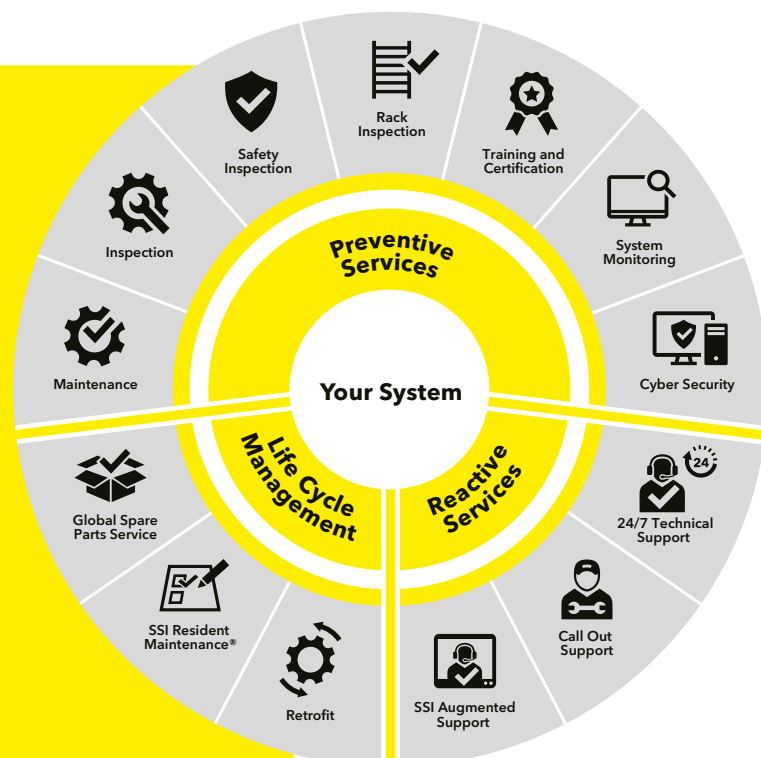 Rack
Inspection
Safety
Inspection
Training and
Certification
Inspection
System
Monitoring
Maintenance
Cyber Security
Preventive
Services
Your System
Life Cycle
Management
Reactive
Services
Global Spare
Parts Service
24
24/7 Technical
Support
SSI Resident
Maintenance®
Call Out
Support
Retrofit
SSI Augmented
Support